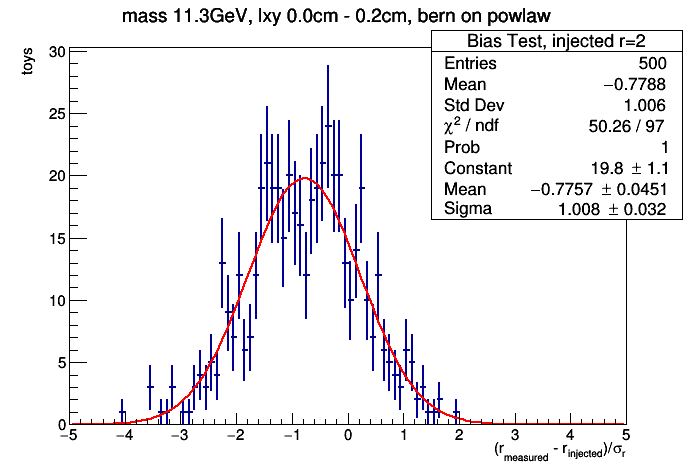 mass 11.3GeV, lxy 0.0cm - 0.2cm, bern on powlaw
toys
Bias Test, injected r=2
Entries 500
Mean −0.7788
Std Dev 1.006
χ² / ndf 50.26 / 97
Prob 1
Constant 19.8 ± 1.1
Mean −0.7757 ± 0.0451
Sigma 1.008 ± 0.032
30
25
20
15
10
5
0
−5 −4 −3 −2 −1 0 1 2 3 4 5
(r_measured - r_injected)/σ_r